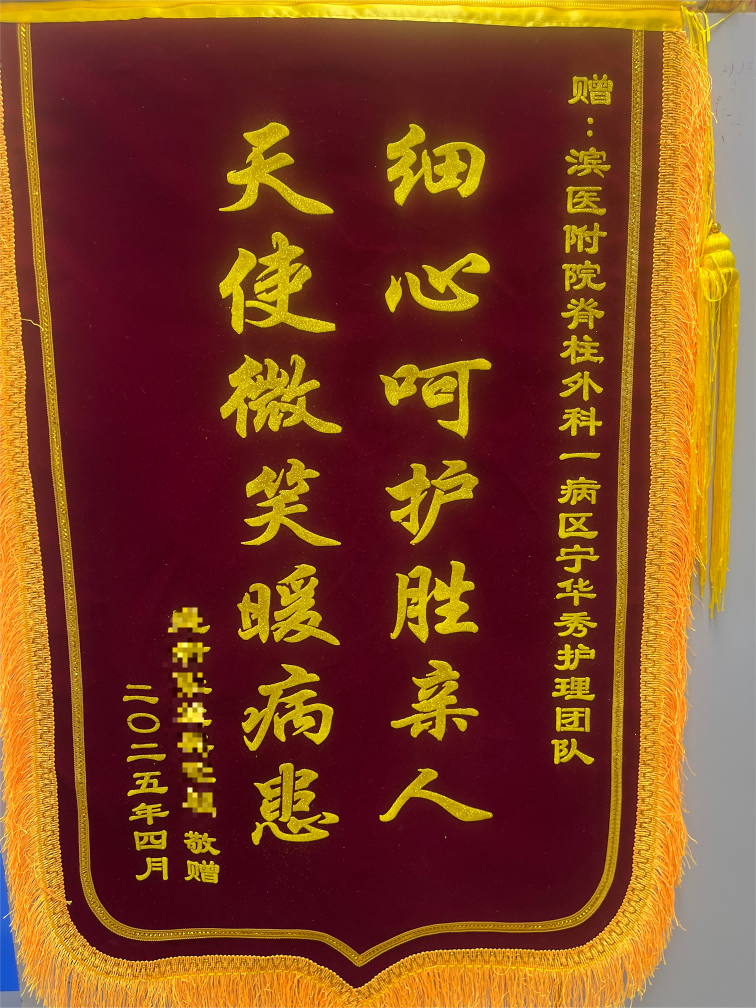 赠：滨医附院脊柱外科一病区宁华秀护理团队
细心呵护胜亲人
天使微笑暖病患
敬赠
二〇二五年四月